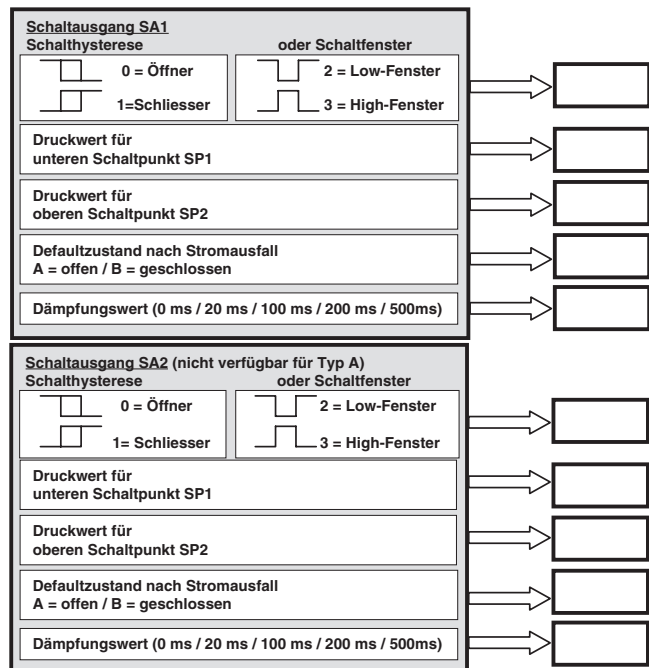 Schaltausgang SA1
Schalthysterese oder Schaltfenster
0 = Öffner 2 = Low-Fenster
1=Schliesser 3 = High-Fenster
Druckwert für
unteren Schaltpunkt SP1
Druckwert für
oberen Schaltpunkt SP2
Defaultzustand nach Stromausfall
A = offen / B = geschlossen
Dämpfungswert (0 ms / 20 ms / 100 ms / 200 ms / 500ms)
Schaltausgang SA2 (nicht verfügbar für Typ A)
Schalthysterese oder Schaltfenster
0 = Öffner 2 = Low-Fenster
1= Schliesser 3 = High-Fenster
Druckwert für
unteren Schaltpunkt SP1
Druckwert für
oberen Schaltpunkt SP2
Defaultzustand nach Stromausfall
A = offen / B = geschlossen
Dämpfungswert (0 ms / 20 ms / 100 ms / 200 ms / 500ms)